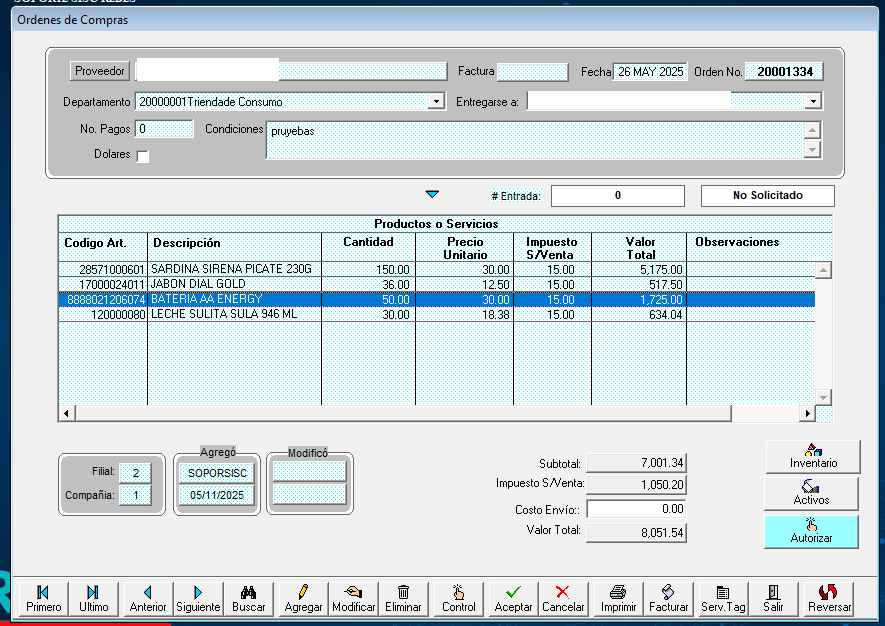 Ordenes de Compras
Proveedor Factura Fecha 26 MAY 2025 Orden No. 20001334
Departamento 20000001Triendade Consumo Entregarse a:
No. Pagos 0 Condiciones pruyebas
Dolares
# Entrada: 0 No Solicitado
Productos o Servicios
Codigo Art. Descripción Cantidad Precio Unitario Impuesto S/Venta Valor Total Observaciones
28571000601 SARDINA SIRENA PICATE 230G 150.00 30.00 15.00 5,175.00
17000024011 JABON DIAL GOLD 36.00 12.50 15.00 517.50
8888021206074 BATERIA AA ENERGY 50.00 30.00 15.00 1,725.00
120000080 LECHE SULITA SULA 946 ML 30.00 18.38 15.00 634.04
Filial: 2
Compañia: 1
Agregó
SOPORSISC
05/11/2025
Modificó
Subtotal: 7,001.34
Impuesto S/Venta: 1,050.20
Costo Envío:: 0.00
Valor Total: 8,051.54
Inventario
Activos
Autorizar
Primero Ultimo Anterior Siguiente Buscar Agregar Modificar Eliminar Control Aceptar Cancelar Imprimir Facturar Serv.Tag Salir Reversar